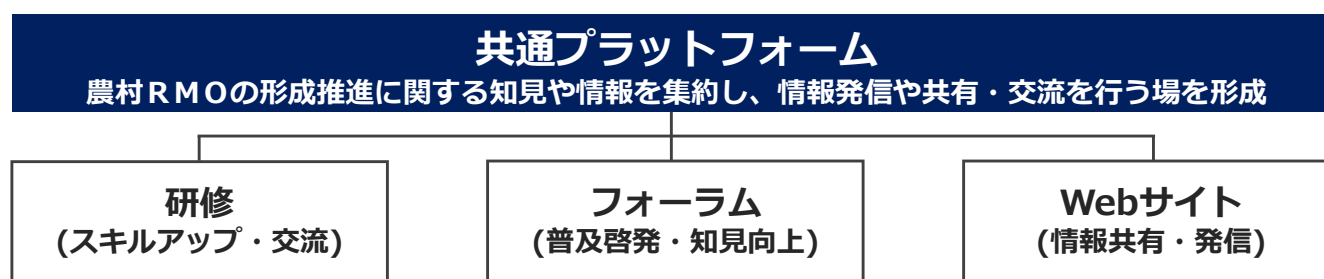 共通プラットフォーム
農村ＲＭＯの形成推進に関する知見や情報を集約し、情報発信や共有・交流を行う場を形成
研修
(スキルアップ・交流)
フォーラム
(普及啓発・知見向上)
Webサイト
(情報共有・発信)